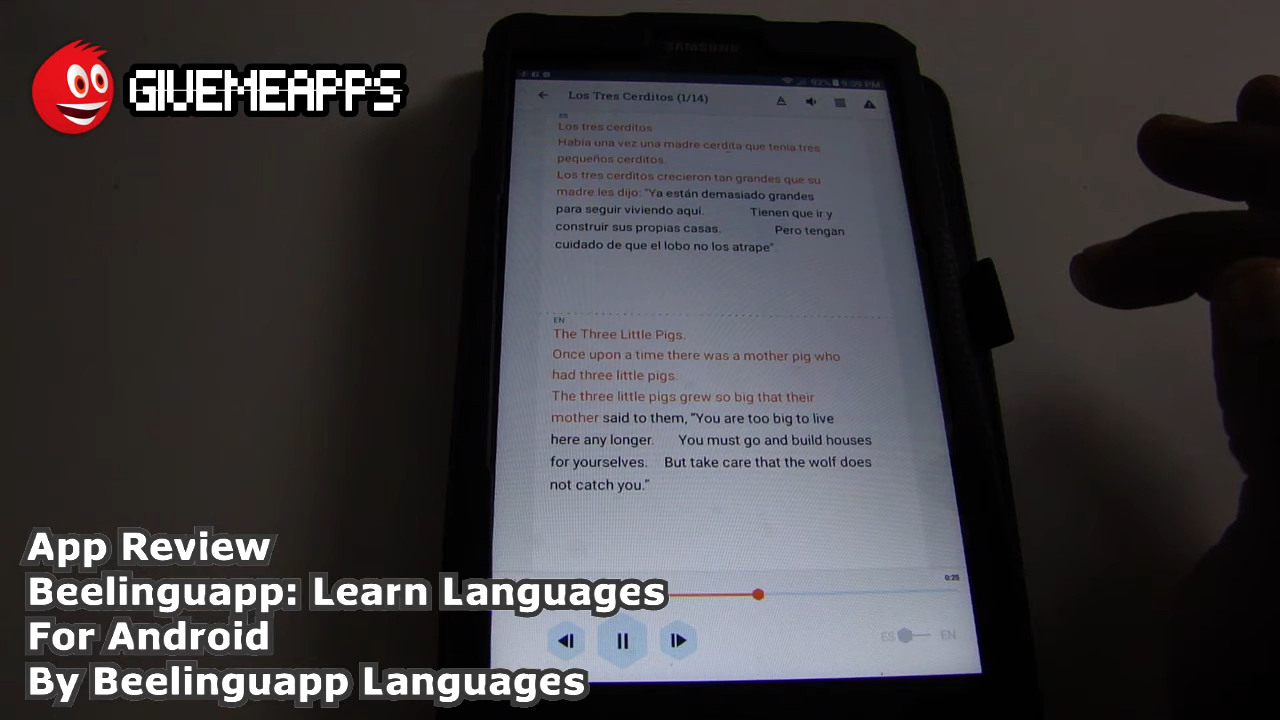 GIVEMEAPPS
SAMSUNG
93% 9:09 PM
Los Tres Cerditos (1/14)
ES
Los tres cerditos
Habia una vez una madre cerdita que tenia tres
pequeños cerditos.
Los tres cerditos crecieron tan grandes que su
madre les dijo: "Ya están demasiado grandes
para seguir viviendo aquí. Tienen que ir y
construir sus propias casas. Pero tengan
cuidado de que el lobo no los atrape".
EN
The Three Little Pigs.
Once upon a time there was a mother pig who
had three little pigs.
The three little pigs grew so big that their
mother said to them, "You are too big to live
here any longer. You must go and build houses
for yourselves. But take care that the wolf does
not catch you."
0:25
ES EN
App Review
Beelinguapp: Learn Languages
For Android
By Beelinguapp Languages